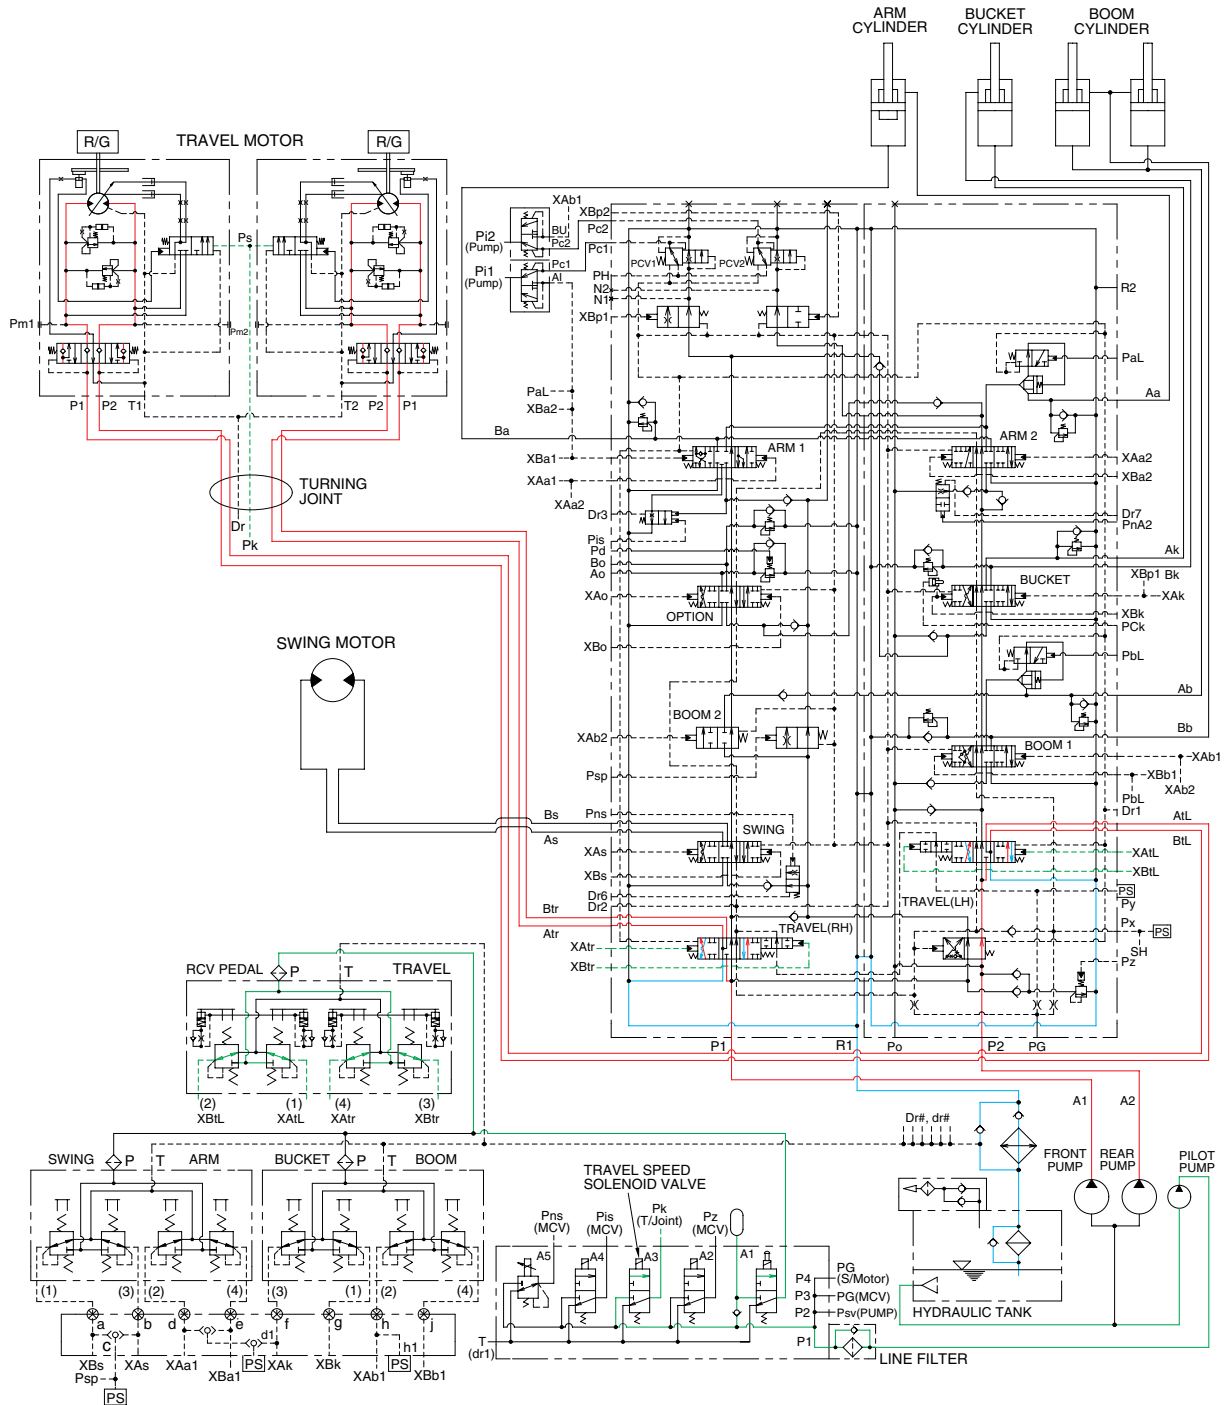 ARM
CYLINDER
BUCKET
CYLINDER
BOOM
CYLINDER
R/G
TRAVEL MOTOR
R/G
Ps
Pm1
Pm2
P1
P2
T1
T2
P2
P1
TURNING
JOINT
Dr
Pk
XAb1
BU
Pc2
Pi2
(Pump)
Pc1
AI
Pi1
(Pump)
XBp2
Pc2
Pc1
PH
N2
N1
XBp1
PCV1
PCV2
R2
PaL
Aa
PaL
XBa2
Ba
XBa1
XAa1
XAa2
ARM 1
ARM 2
XAa2
XBa2
Dr3
Pis
Pd
Bo
Ao
XAo
XBo
OPTION
Dr7
PnA2
Ak
XBp1
Bk
BUCKET
XAk
XBk
PCk
PbL
SWING MOTOR
Ab
Bb
BOOM 2
XAb2
Psp
BOOM 1
XAb1
XBb1
XAb2
PbL
Dr1
Pns
Bs
As
SWING
XAs
XBs
Dr6
Dr2
AtL
BtL
XAtL
XBtL
TRAVEL(LH)
PS
Py
Px
PS
SH
Pz
Btr
Atr
TRAVEL(RH)
XAtr
XBtr
RCV PEDAL
P
T
TRAVEL
(2)
XBtL
(1)
XAtL
(4)
XAtr
(3)
XBtr
P1
R1
Po
P2
PG
A1
A2
Dr#, dr#
FRONT
PUMP
REAR
PUMP
PILOT
PUMP
SWING
P
T
ARM
BUCKET
P
T
BOOM
(1)
(3)
(2)
(4)
(3)
(1)
(2)
(4)
a
b
d
e
f
g
h
j
c
d1
h1
XBs
XAs
XAa1
XBa1
PS
XAk
XBk
XAb1
PS
XBb1
Psp
PS
TRAVEL SPEED
SOLENOID VALVE
Pns
(MCV)
Pis
(MCV)
Pk
(T/Joint)
Pz
(MCV)
A5
A4
A3
A2
A1
PG
(S/Motor)
P4
P3
PG(MCV)
P2
Psv(PUMP)
P1
T
(dr1)
LINE FILTER
HYDRAULIC TANK